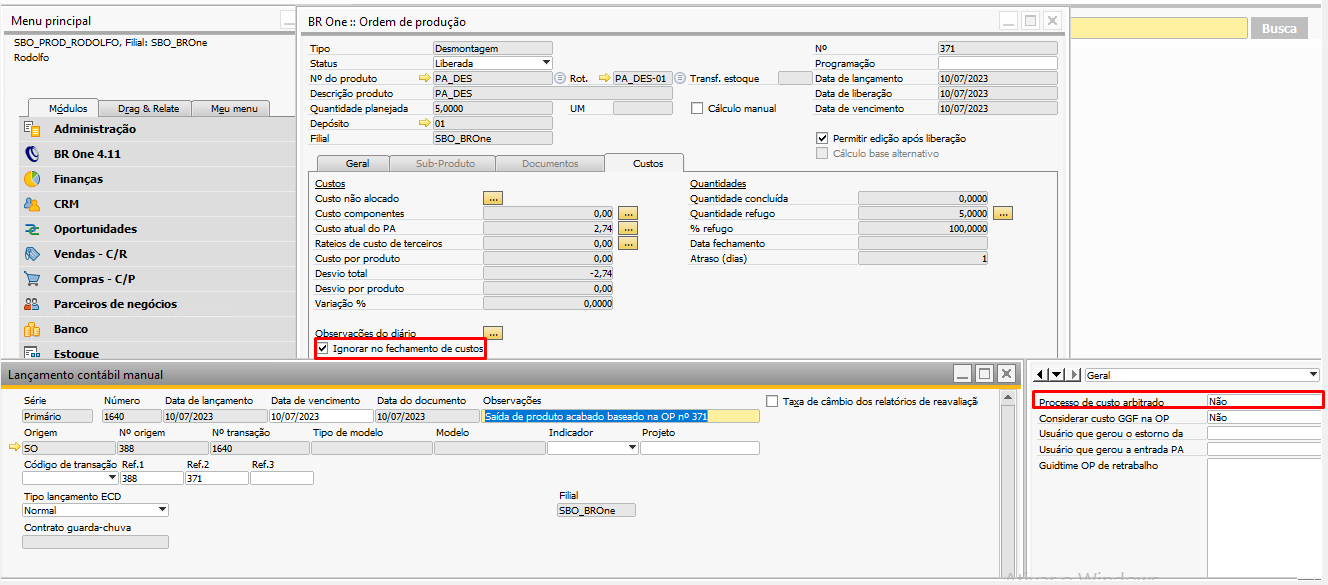 Menu principal
SBO_PROD_RODOLFO, Filial: SBO_BROne
Rodolfo
Módulos Drag & Relate Meu menu
Administração
BR One 4.11
Finanças
CRM
Oportunidades
Vendas - C/R
Compras - C/P
Parceiros de negócios
Banco
Estoque
BR One :: Ordem de produção
Tipo Desmontagem
Status Liberada
Nº do produto PA_DES Rot. PA_DES-01 Transf. estoque
Descrição produto PA_DES
Quantidade planejada 5,0000 UM Cálculo manual
Depósito 01
Filial SBO_BROne
Nº 371
Programação
Data de lançamento 10/07/2023
Data de liberação 10/07/2023
Data de vencimento 10/07/2023
Permitir edição após liberação
Cálculo base alternativo
Geral Sub-Produto Documentos Custos
Custos
Custo não alocado ...
Custo componentes 0,00 ...
Custo atual do PA 2,74 ...
Rateios de custo de terceiros 0,00 ...
Custo por produto 0,00
Desvio total -2,74
Desvio por produto 0,00
Variação % 0,0000
Observações do diário ...
Ignorar no fechamento de custos
Quantidades
Quantidade concluída 0,0000
Quantidade refugo 5,0000 ...
% refugo 100,0000
Data fechamento
Atraso (dias) 1
Busca
Lançamento contábil manual
Série Número Data de lançamento Data de vencimento Data do documento Observações Taxa de câmbio dos relatórios de reavaliaçã
Primário 1640 10/07/2023 10/07/2023 10/07/2023 Saída de produto acabado baseado na OP nº 371
Origem Nº origem Nº transação Tipo de modelo Modelo Indicador Projeto
SO 388 1640
Código de transação Ref.1 Ref.2 Ref.3
388 371
Tipo lançamento ECD Filial
Normal SBO_BROne
Contrato guarda-chuva
Geral
Processo de custo arbitrado Não
Considerar custo GGF na OP Não
Usuário que gerou o estorno da
Usuário que gerou a entrada PA
Guidtime OP de retrabalho
Ativar o Windows